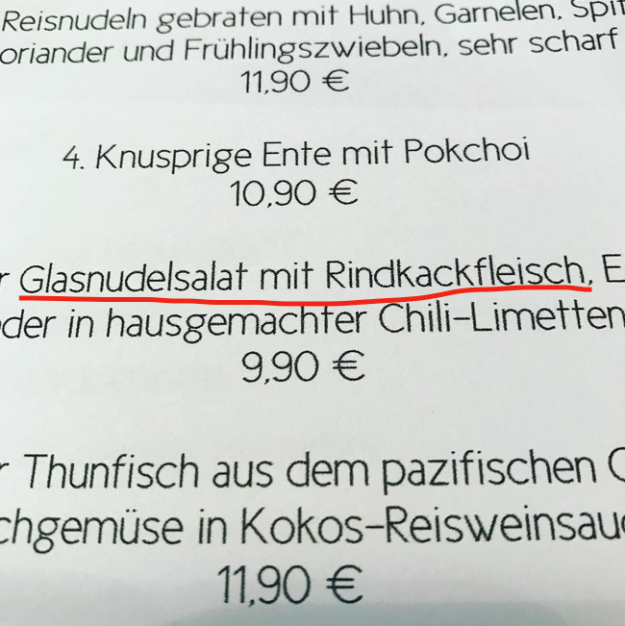 Reisnudeln gebraten mit Huhn, Garnelen,
oriander und Frühlingszwiebeln, sehr scharf
11,90 €
4. Knusprige Ente mit Pokchoi
10,90 €
r Glasnudelsalat mit Rindkackfleisch, E
der in hausgemachter Chili-Limetten
9,90 €
r Thunfisch aus dem pazifischen
chgemüse in Kokos-Reisweinsau
11,90 €